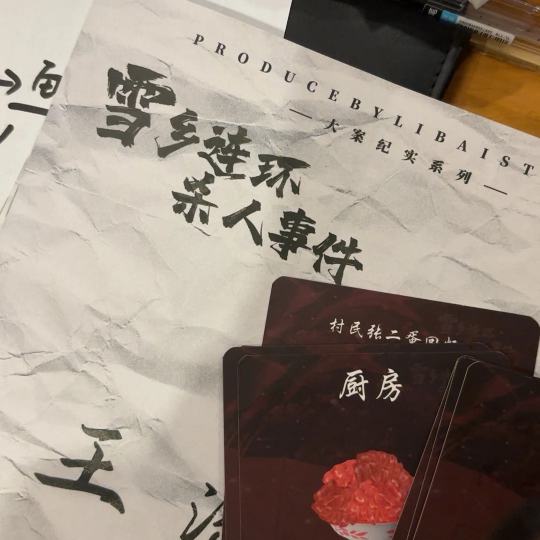 PRODUCEBYLIBAIST
— 大案纪实系列 —
雪乡连环
杀人事件
村民张二蛋回
厨房
王